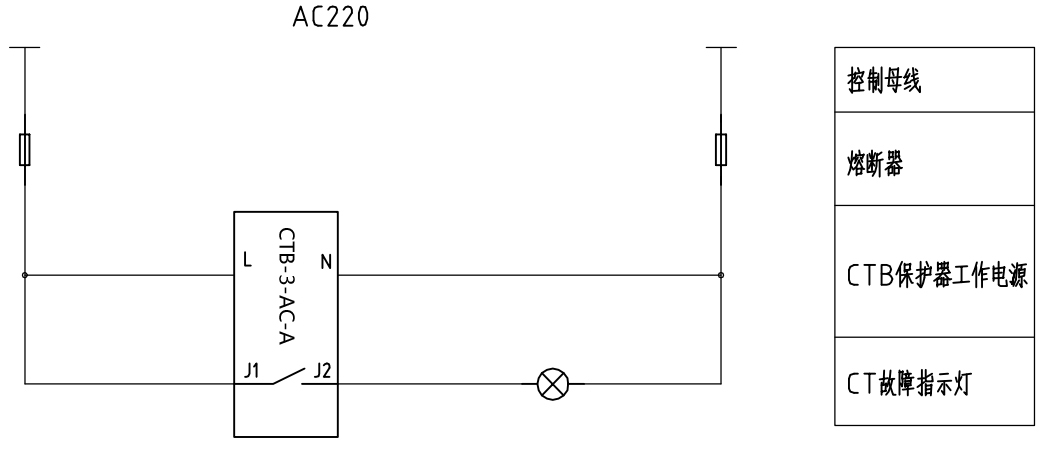 AC220
控制母线
熔断器
L
CTB-3-AC-A
N
CTB保护器工作电源
J1
J2
CT故障指示灯